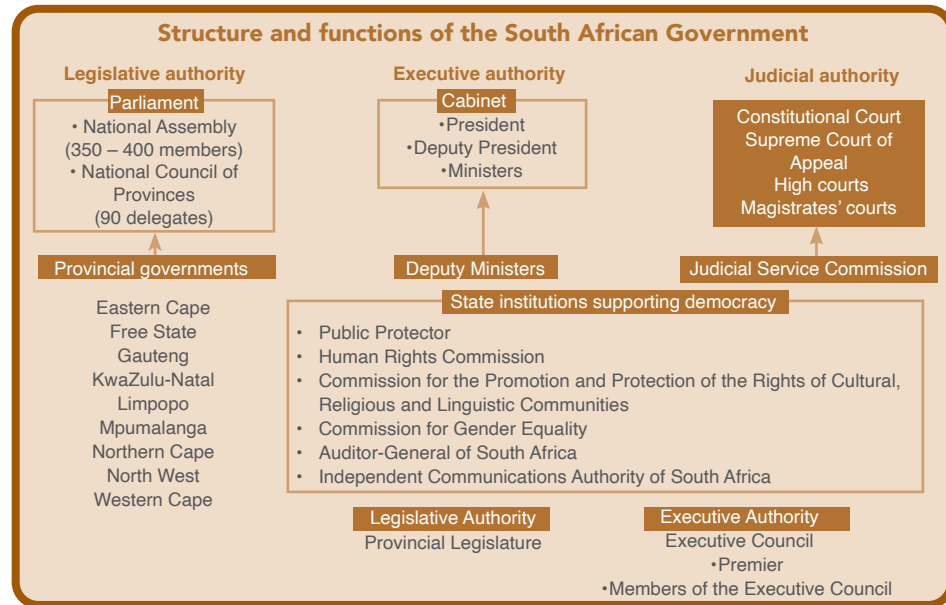 Structure and functions of the South African Government
Legislative authority
Parliament
• National Assembly
(350 – 400 members)
• National Council of
Provinces
(90 delegates)
Provincial governments
Eastern Cape
Free State
Gauteng
KwaZulu-Natal
Limpopo
Mpumalanga
Northern Cape
North West
Western Cape
Executive authority
Cabinet
•President
•Deputy President
•Ministers
Deputy Ministers
Judicial authority
Constitutional Court
Supreme Court of
Appeal
High courts
Magistrates’ courts
Judicial Service Commission
State institutions supporting democracy
• Public Protector
• Human Rights Commission
• Commission for the Promotion and Protection of the Rights of Cultural,
Religious and Linguistic Communities
• Commission for Gender Equality
• Auditor-General of South Africa
• Independent Communications Authority of South Africa
Legislative Authority
Provincial Legislature
Executive Authority
Executive Council
•Premier
•Members of the Executive Council